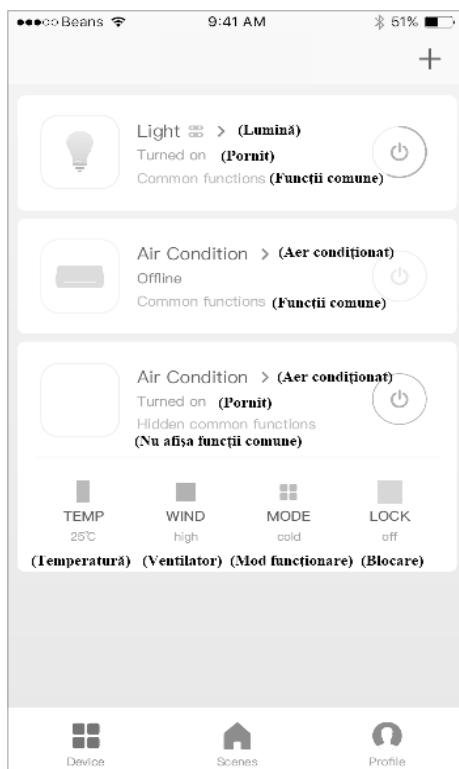 Beans 9:41 AM 51%
+
Light > (Lumină)
Turned on (Pornit)
Common functions (Funcții comune)
Air Condition > (Aer condiționat)
Offline
Common functions (Funcții comune)
Air Condition > (Aer condiționat)
Turned on (Pornit)
Hidden common functions
(Nu afișa funcții comune)
TEMP WIND MODE LOCK
25°C high cold off
(Temperatură) (Ventilator) (Mod funcționare) (Blocare)
Device Scenes Profile